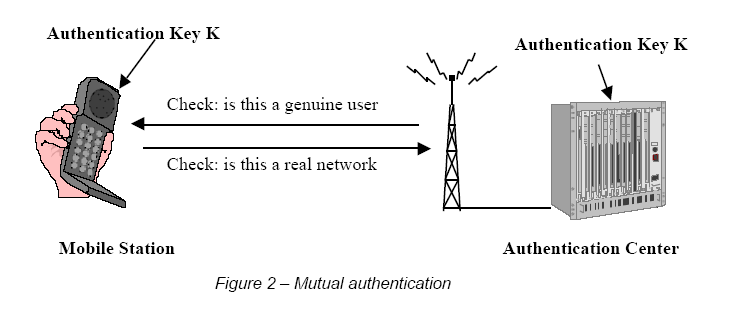 Authentication Key K
Authentication Key K
Check: is this a genuine user
Check: is this a real network
Mobile Station
Authentication Center
Figure 2 – Mutual authentication